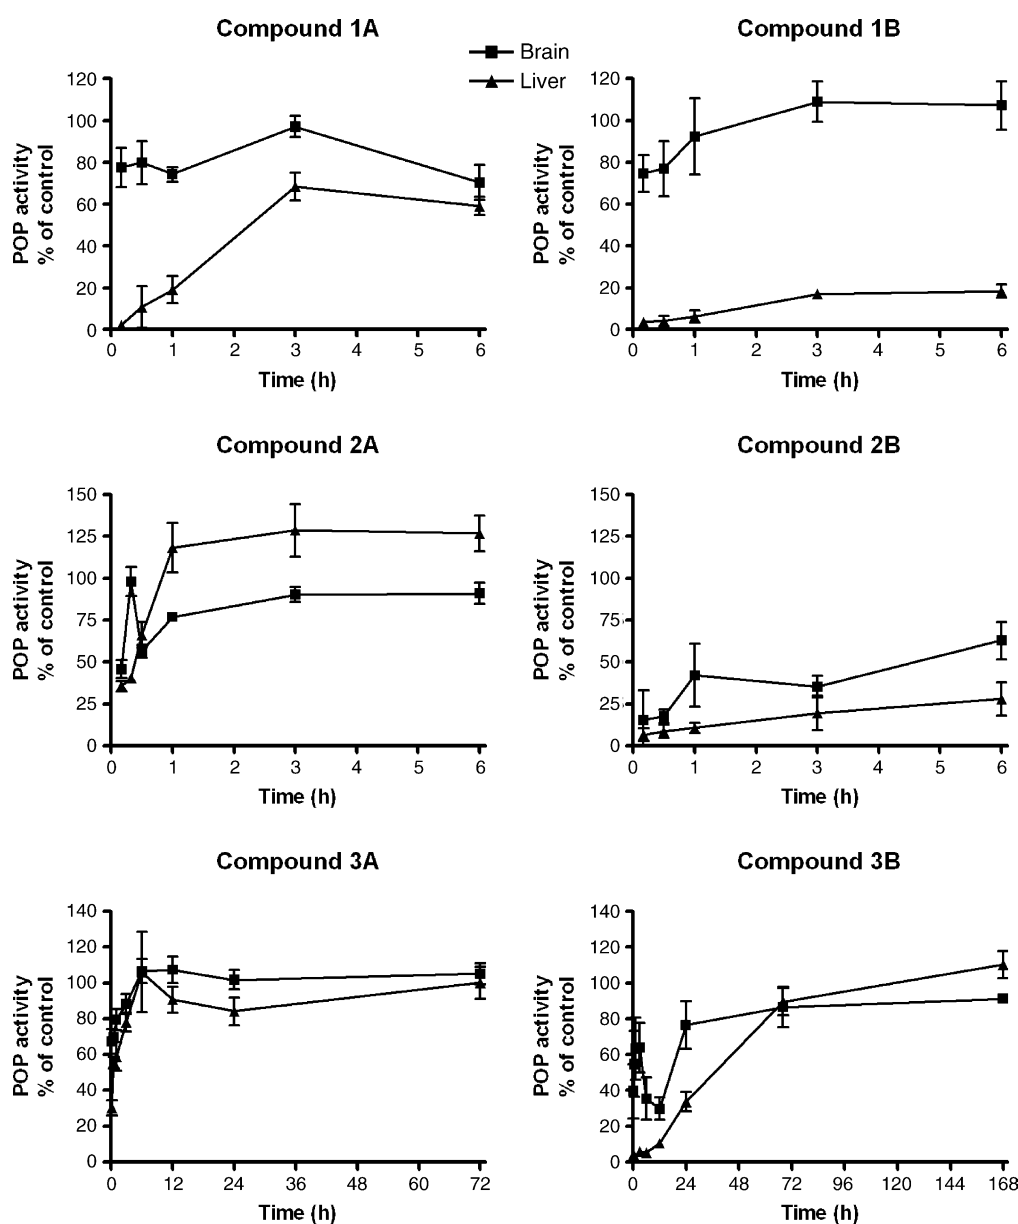 Compound 1A
Compound 1B
Brain
Liver
POP activity
% of control
120
100
80
60
40
20
0
0 1 2 3 4 5 6
Time (h)
POP activity
% of control
120
100
80
60
40
20
0
0 1 2 3 4 5 6
Time (h)
Compound 2A
POP activity
% of control
150
125
100
75
50
25
0
0 1 2 3 4 5 6
Time (h)
Compound 2B
POP activity
% of control
150
125
100
75
50
25
0
0 1 2 3 4 5 6
Time (h)
Compound 3A
POP activity
% of control
140
120
100
80
60
40
20
0
0 12 24 36 48 60 72
Time (h)
Compound 3B
POP activity
% of control
140
120
100
80
60
40
20
0
0 24 48 72 96 120 144 168
Time (h)